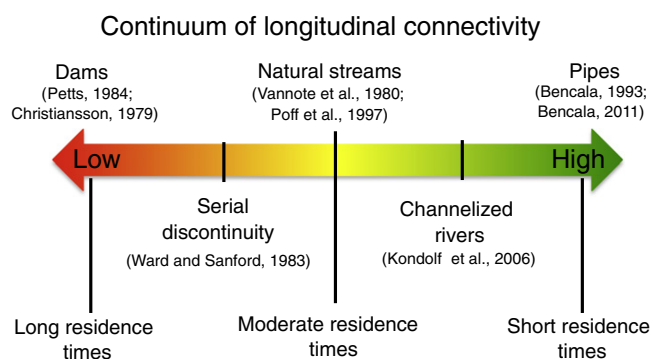 Continuum of longitudinal connectivity
Dams
(Petts, 1984;
Christiansson, 1979)
Natural streams
(Vannote et al., 1980;
Poff et al., 1997)
Pipes
(Bencala, 1993;
Bencala, 2011)
Low
High
Serial
discontinuity
(Ward and Sanford, 1983)
Channelized
rivers
(Kondolf et al., 2006)
Long residence
times
Moderate residence
times
Short residence
times